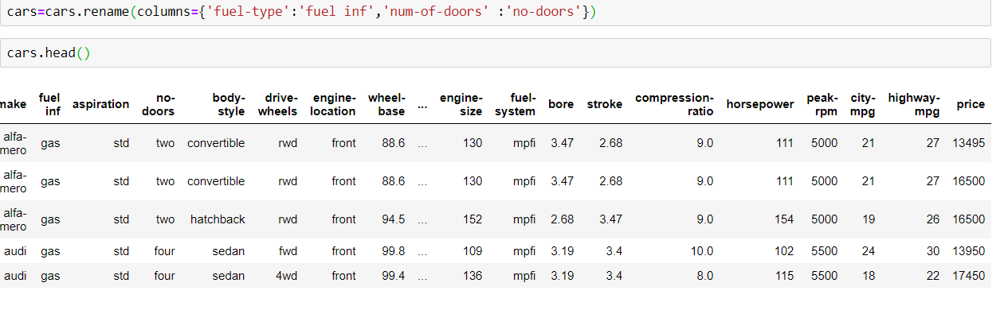 cars=cars.rename(columns={'fuel-type':'fuel inf','num-of-doors' :'no-doors'})
cars.head()
make fuel inf aspiration no-doors body-style drive-wheels engine-location wheel-base ... engine-size fuel-system bore stroke compression-ratio horsepower peak-rpm city-mpg highway-mpg price
alfa-mero gas std two convertible rwd front 88.6 ... 130 mpfi 3.47 2.68 9.0 111 5000 21 27 13495
alfa-mero gas std two convertible rwd front 88.6 ... 130 mpfi 3.47 2.68 9.0 111 5000 21 27 16500
alfa-mero gas std two hatchback rwd front 94.5 ... 152 mpfi 2.68 3.47 9.0 154 5000 19 26 16500
audi gas std four sedan fwd front 99.8 ... 109 mpfi 3.19 3.4 10.0 102 5500 24 30 13950
audi gas std four sedan 4wd front 99.4 ... 136 mpfi 3.19 3.4 8.0 115 5500 18 22 17450